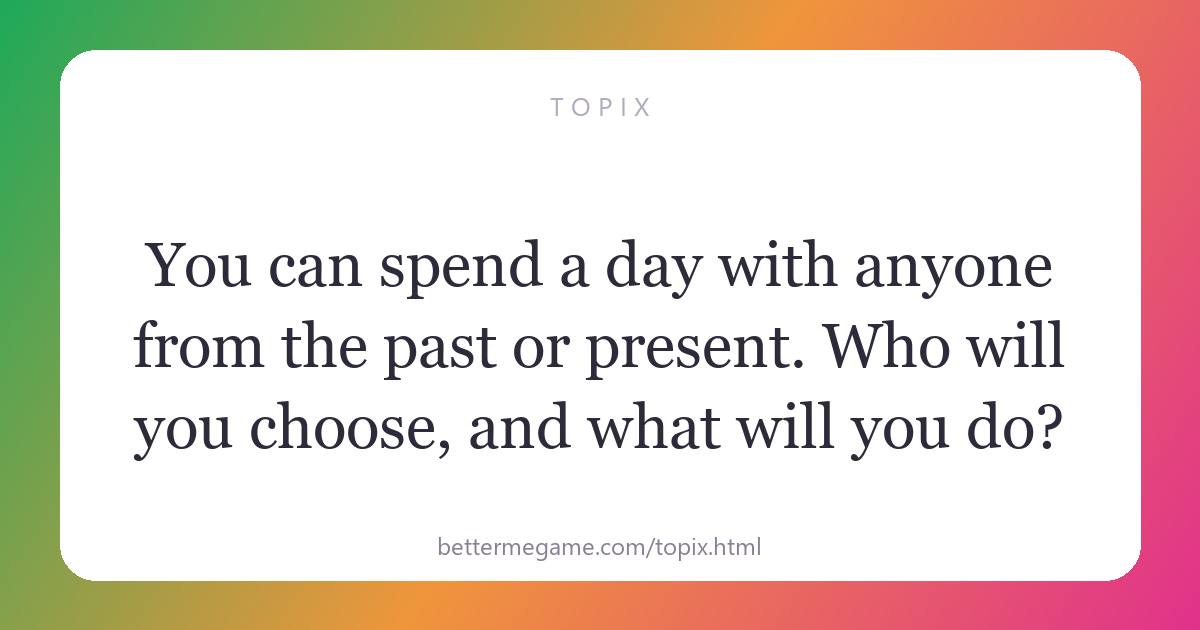 TOPIX
You can spend a day with anyone
from the past or present. Who will
you choose, and what will you do?
bettermegame.com/topix.html